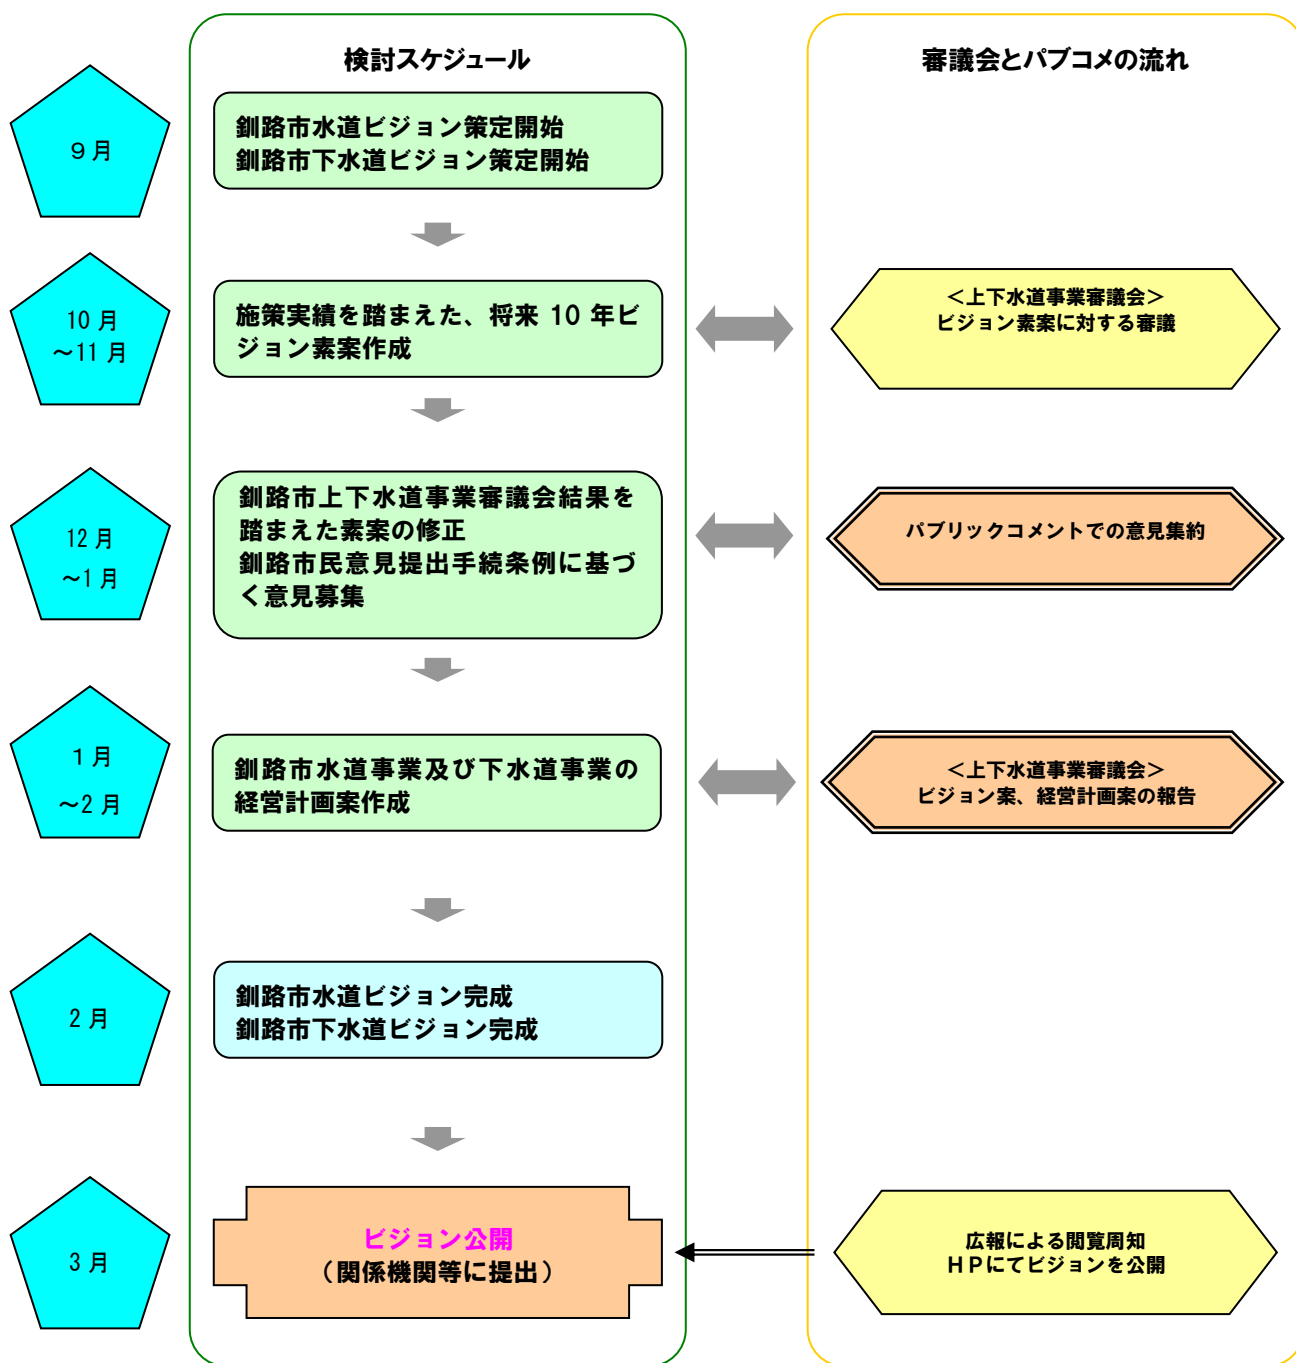 検討スケジュール
審議会とパブコメの流れ
９月
釧路市水道ビジョン策定開始
釧路市下水道ビジョン策定開始
10 月
～11 月
施策実績を踏まえた、将来 10 年ビ
ジョン素案作成
＜上下水道事業審議会＞
ビジョン素案に対する審議
12 月
～1 月
釧路市上下水道事業審議会結果を
踏まえた素案の修正
釧路市民意見提出手続条例に基づ
く意見募集
パブリックコメントでの意見集約
１月
～2 月
釧路市水道事業及び下水道事業の
経営計画案作成
＜上下水道事業審議会＞
ビジョン案、経営計画案の報告
2 月
釧路市水道ビジョン完成
釧路市下水道ビジョン完成
3 月
ビジョン公開
（関係機関等に提出）
広報による閲覧周知
ＨＰにてビジョンを公開